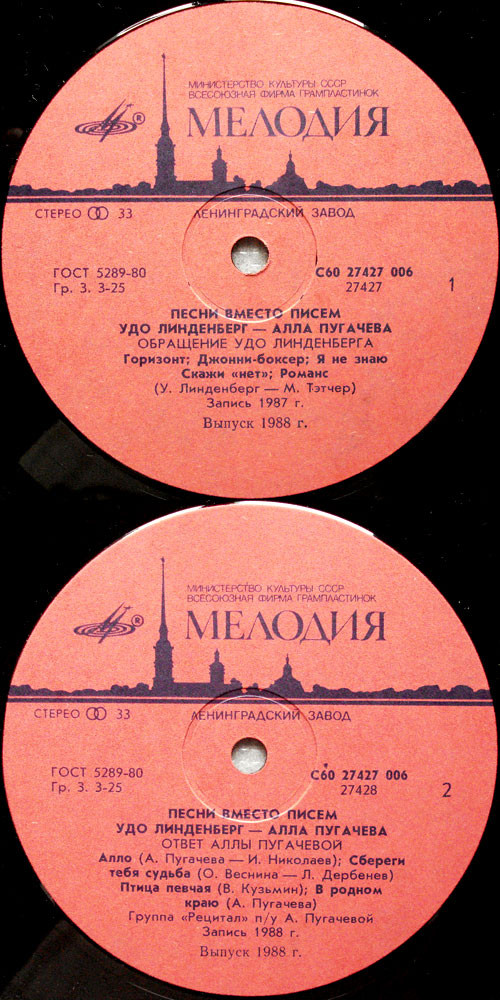 МИНИСТЕРСТВО КУЛЬТУРЫ СССР
ВСЕСОЮЗНАЯ ФИРМА ГРАМПЛАСТИНОК
® МЕЛОДИЯ
СТЕРЕО 33
ЛЕНИНГРАДСКИЙ ЗАВОД
ГОСТ 5289-80
Гр. 3. 3-25
С60 27427 006
27427
1
ПЕСНИ ВМЕСТО ПИСЕМ
УДО ЛИНДЕНБЕРГ — АЛЛА ПУГАЧЕВА
ОБРАЩЕНИЕ УДО ЛИНДЕНБЕРГА
Горизонт; Джонни-боксер; Я не знаю
Скажи «нет»; Романс
(У. Линденберг — М. Тэтчер)
Запись 1987 г.
Выпуск 1988 г.
МИНИСТЕРСТВО КУЛЬТУРЫ СССР
ВСЕСОЮЗНАЯ ФИРМА ГРАМПЛАСТИНОК
® МЕЛОДИЯ
СТЕРЕО 33
ЛЕНИНГРАДСКИЙ ЗАВОД
ГОСТ 5289-80
Гр. 3. 3-25
С60 27427 006
27428
2
ПЕСНИ ВМЕСТО ПИСЕМ
УДО ЛИНДЕНБЕРГ — АЛЛА ПУГАЧЕВА
ОТВЕТ АЛЛЫ ПУГАЧЕВОЙ
Алло (А. Пугачева — И. Николаев); Сбереги
тебя судьба (О. Веснина — Л. Дербенев)
Птица певчая (В. Кузьмин); В родном
краю (А. Пугачева)
Группа «Рецитал» п/у А. Пугачевой
Запись 1988 г.
Выпуск 1988 г.